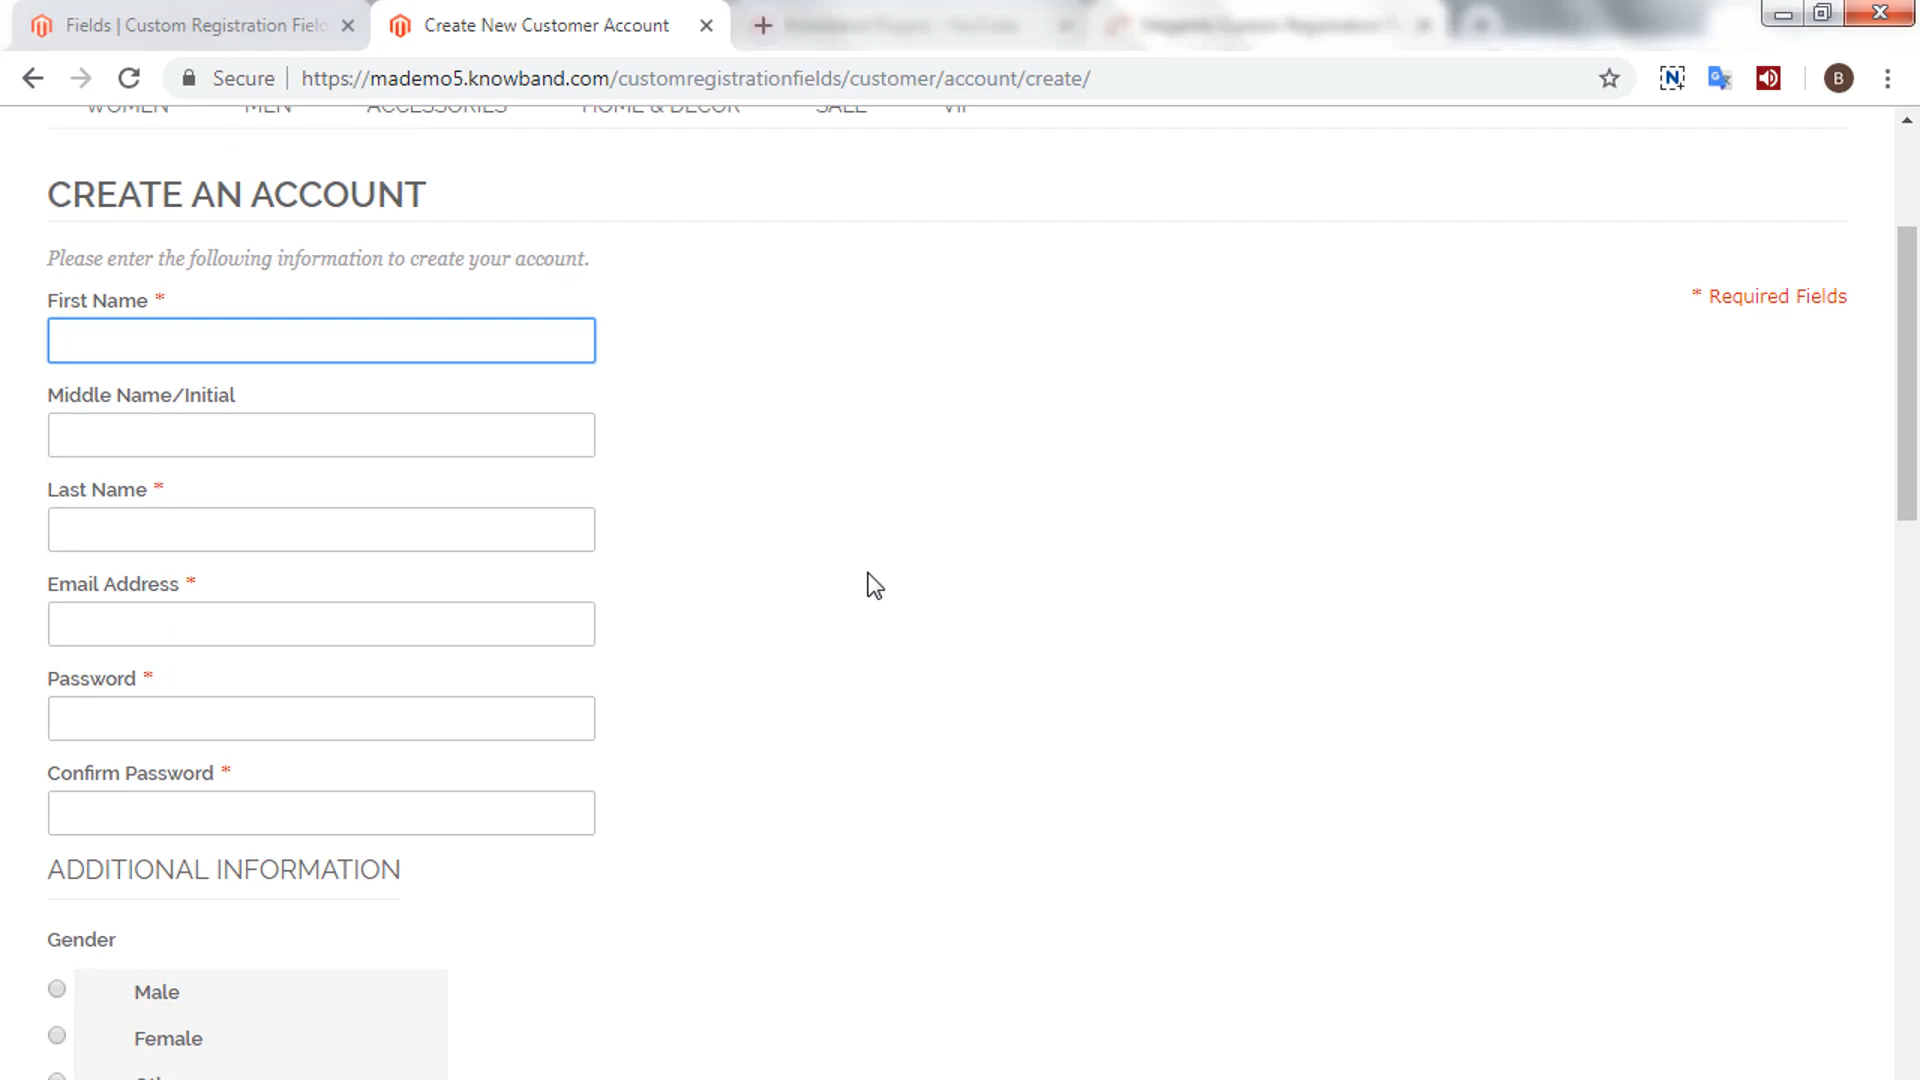 Fields | Custom Registration Fiel
Create New Customer Account
Secure
https://mademo5.knowband.com/customregistrationfields/customer/account/create/
N
G
B
WOMEN MEN ACCESSORIES HOME & DECOR SALE VIP
CREATE AN ACCOUNT
Please enter the following information to create your account.
First Name *
* Required Fields
Middle Name/Initial
Last Name *
Email Address *
Password *
Confirm Password *
ADDITIONAL INFORMATION
Gender
Male
Female